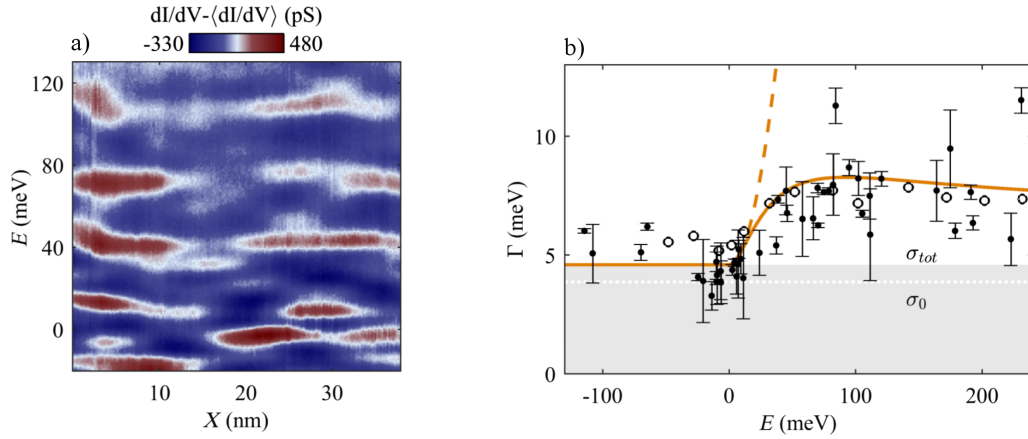 dI/dV-⟨dI/dV⟩ (pS)
a)
-330
480
120
80
40
0
E (meV)
10
20
30
X (nm)
b)
10
5
0
Γ (meV)
σtot
σ0
-100
0
100
200
E (meV)